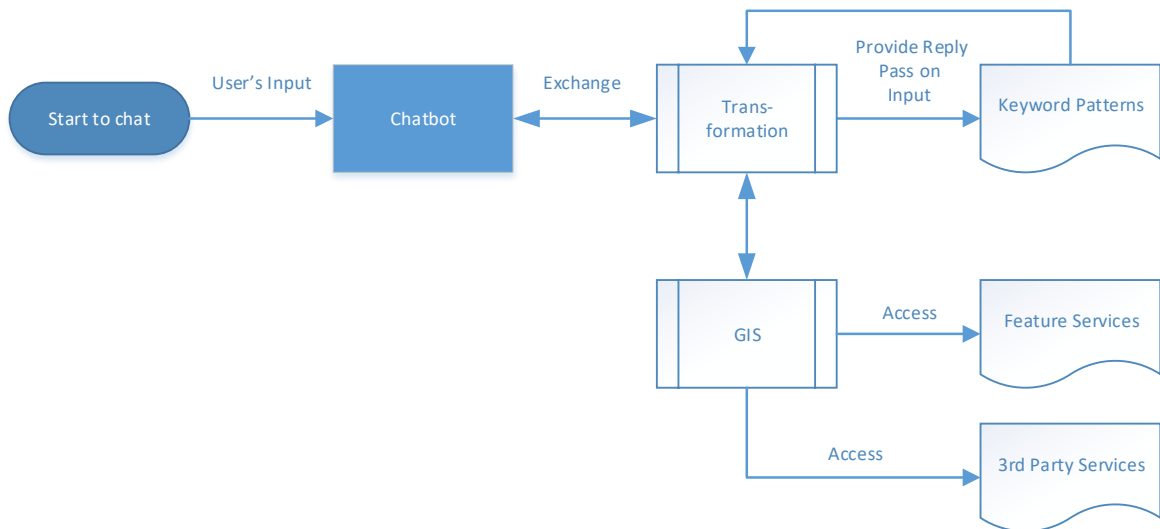 Provide Reply
Pass on
Input
User's Input
Exchange
Start to chat
Chatbot
Trans-
formation
Keyword Patterns
Access
GIS
Feature Services
Access
3rd Party Services